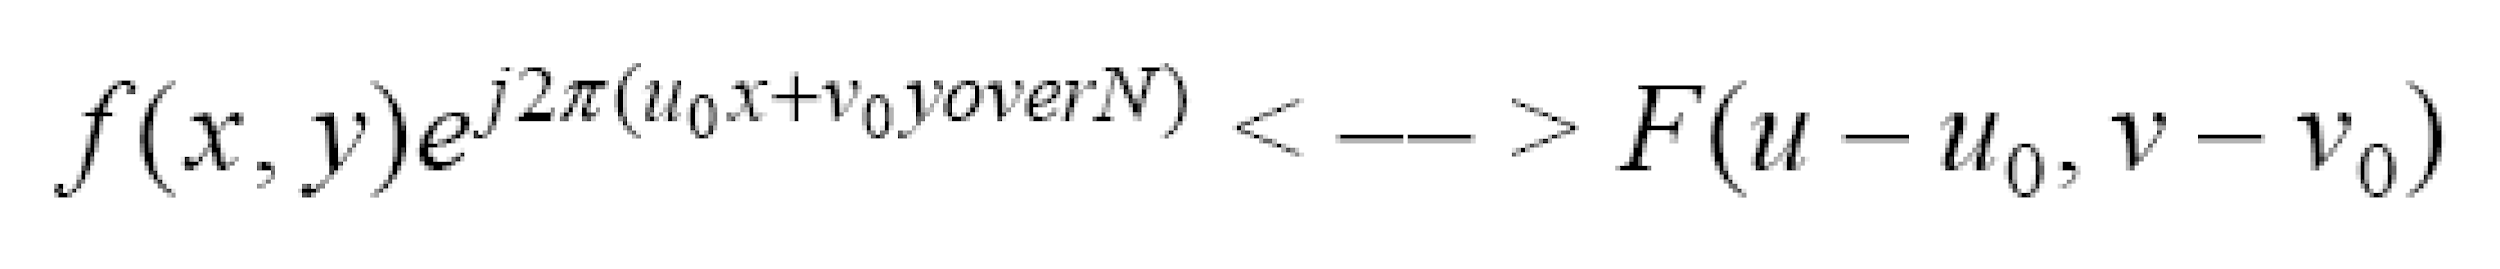 f(x, y)e^{j2π(u_0x+v_0yoverN)} <−−> F(u − u_0, v − v_0)